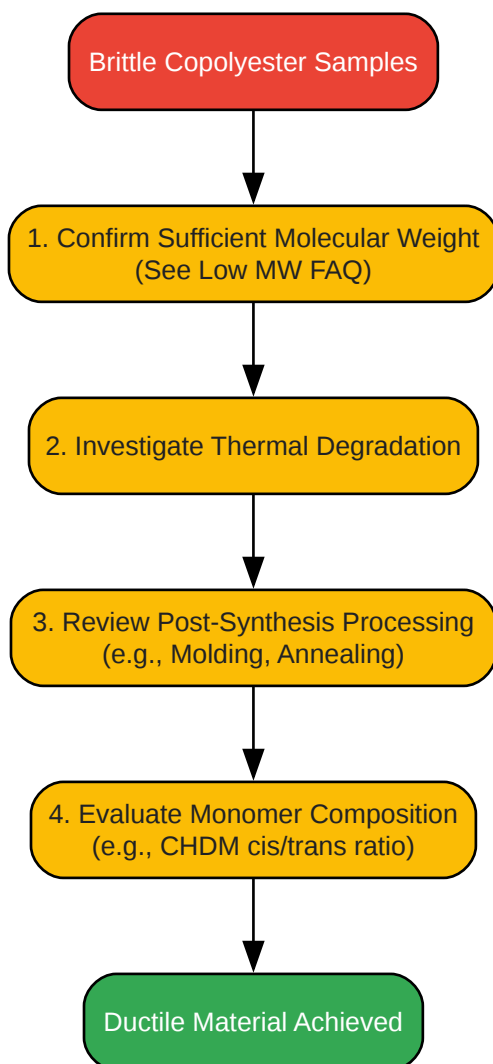 Brittle Copolyester Samples
1. Confirm Sufficient Molecular Weight
(See Low MW FAQ)
2. Investigate Thermal Degradation
3. Review Post-Synthesis Processing
(e.g., Molding, Annealing)
4. Evaluate Monomer Composition
(e.g., CHDM cis/trans ratio)
Ductile Material Achieved